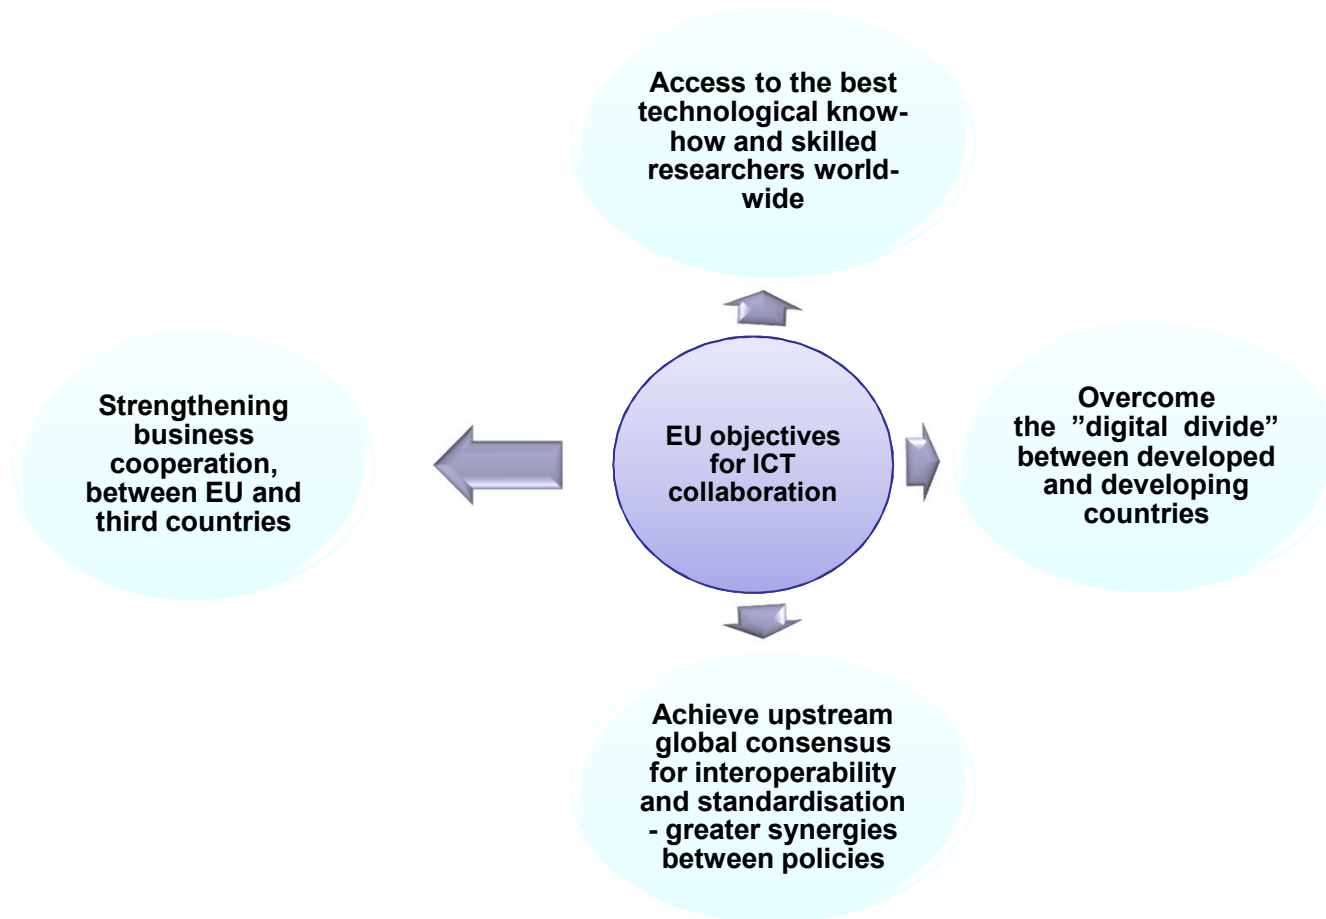 Access to the best
technological know-
how and skilled
researchers world-
wide
Strengthening
business
cooperation,
between EU and
third countries
EU objectives
for ICT
collaboration
Overcome
the ”digital divide”
between developed
and developing
countries
Achieve upstream
global consensus
for interoperability
and standardisation
- greater synergies
between policies